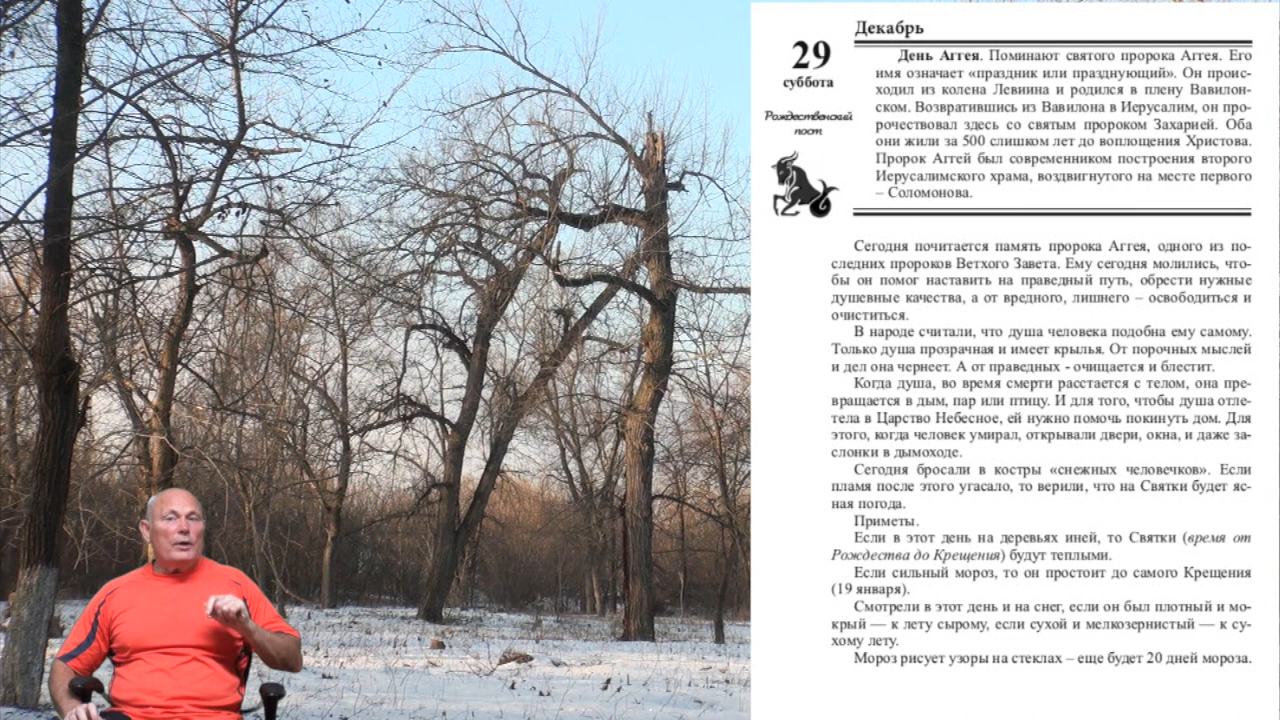 Декабрь
29
суббота
Рождественский
пост
День Аггея. Поминают святого пророка Аггея. Его
имя означает «праздник или празднующий». Он проис-
ходил из колена Левиина и родился в плену Вавилон-
ском. Возвратившись из Вавилона в Иерусалим, он про-
рочествовал здесь со святым пророком Захарией. Оба
они жили за 500 слишком лет до воплощения Христова.
Пророк Аггей был современником построения второго
Иерусалимского храма, воздвигнутого на месте первого
– Соломонова.
Сегодня почитается память пророка Аггея, одного из по-
следних пророков Ветхого Завета. Ему сегодня молились, что-
бы он помог наставить на праведный путь, обрести нужные
душевные качества, а от вредного, лишнего – освободиться и
очиститься.
В народе считали, что душа человека подобна ему самому.
Только душа прозрачная и имеет крылья. От порочных мыслей
и дел она чернеет. А от праведных - очищается и блестит.
Когда душа, во время смерти расстается с телом, она пре-
вращается в дым, пар или птицу. И для того, чтобы душа отле-
тела в Царство Небесное, ей нужно помочь покинуть дом. Для
этого, когда человек умирал, открывали двери, окна, и даже за-
слонки в дымоходе.
Сегодня бросали в костры «снежных человечков». Если
пламя после этого угасало, то верили, что на Святки будет яс-
ная погода.
Приметы.
Если в этот день на деревьях иней, то Святки (время от
Рождества до Крещения) будут теплыми.
Если сильный мороз, то он простоит до самого Крещения
(19 января).
Смотрели в этот день и на снег, если он был плотный и мо-
крый — к лету сырому, если сухой и мелкозернистый — к су-
хому лету.
Мороз рисует узоры на стеклах – еще будет 20 дней мороза.